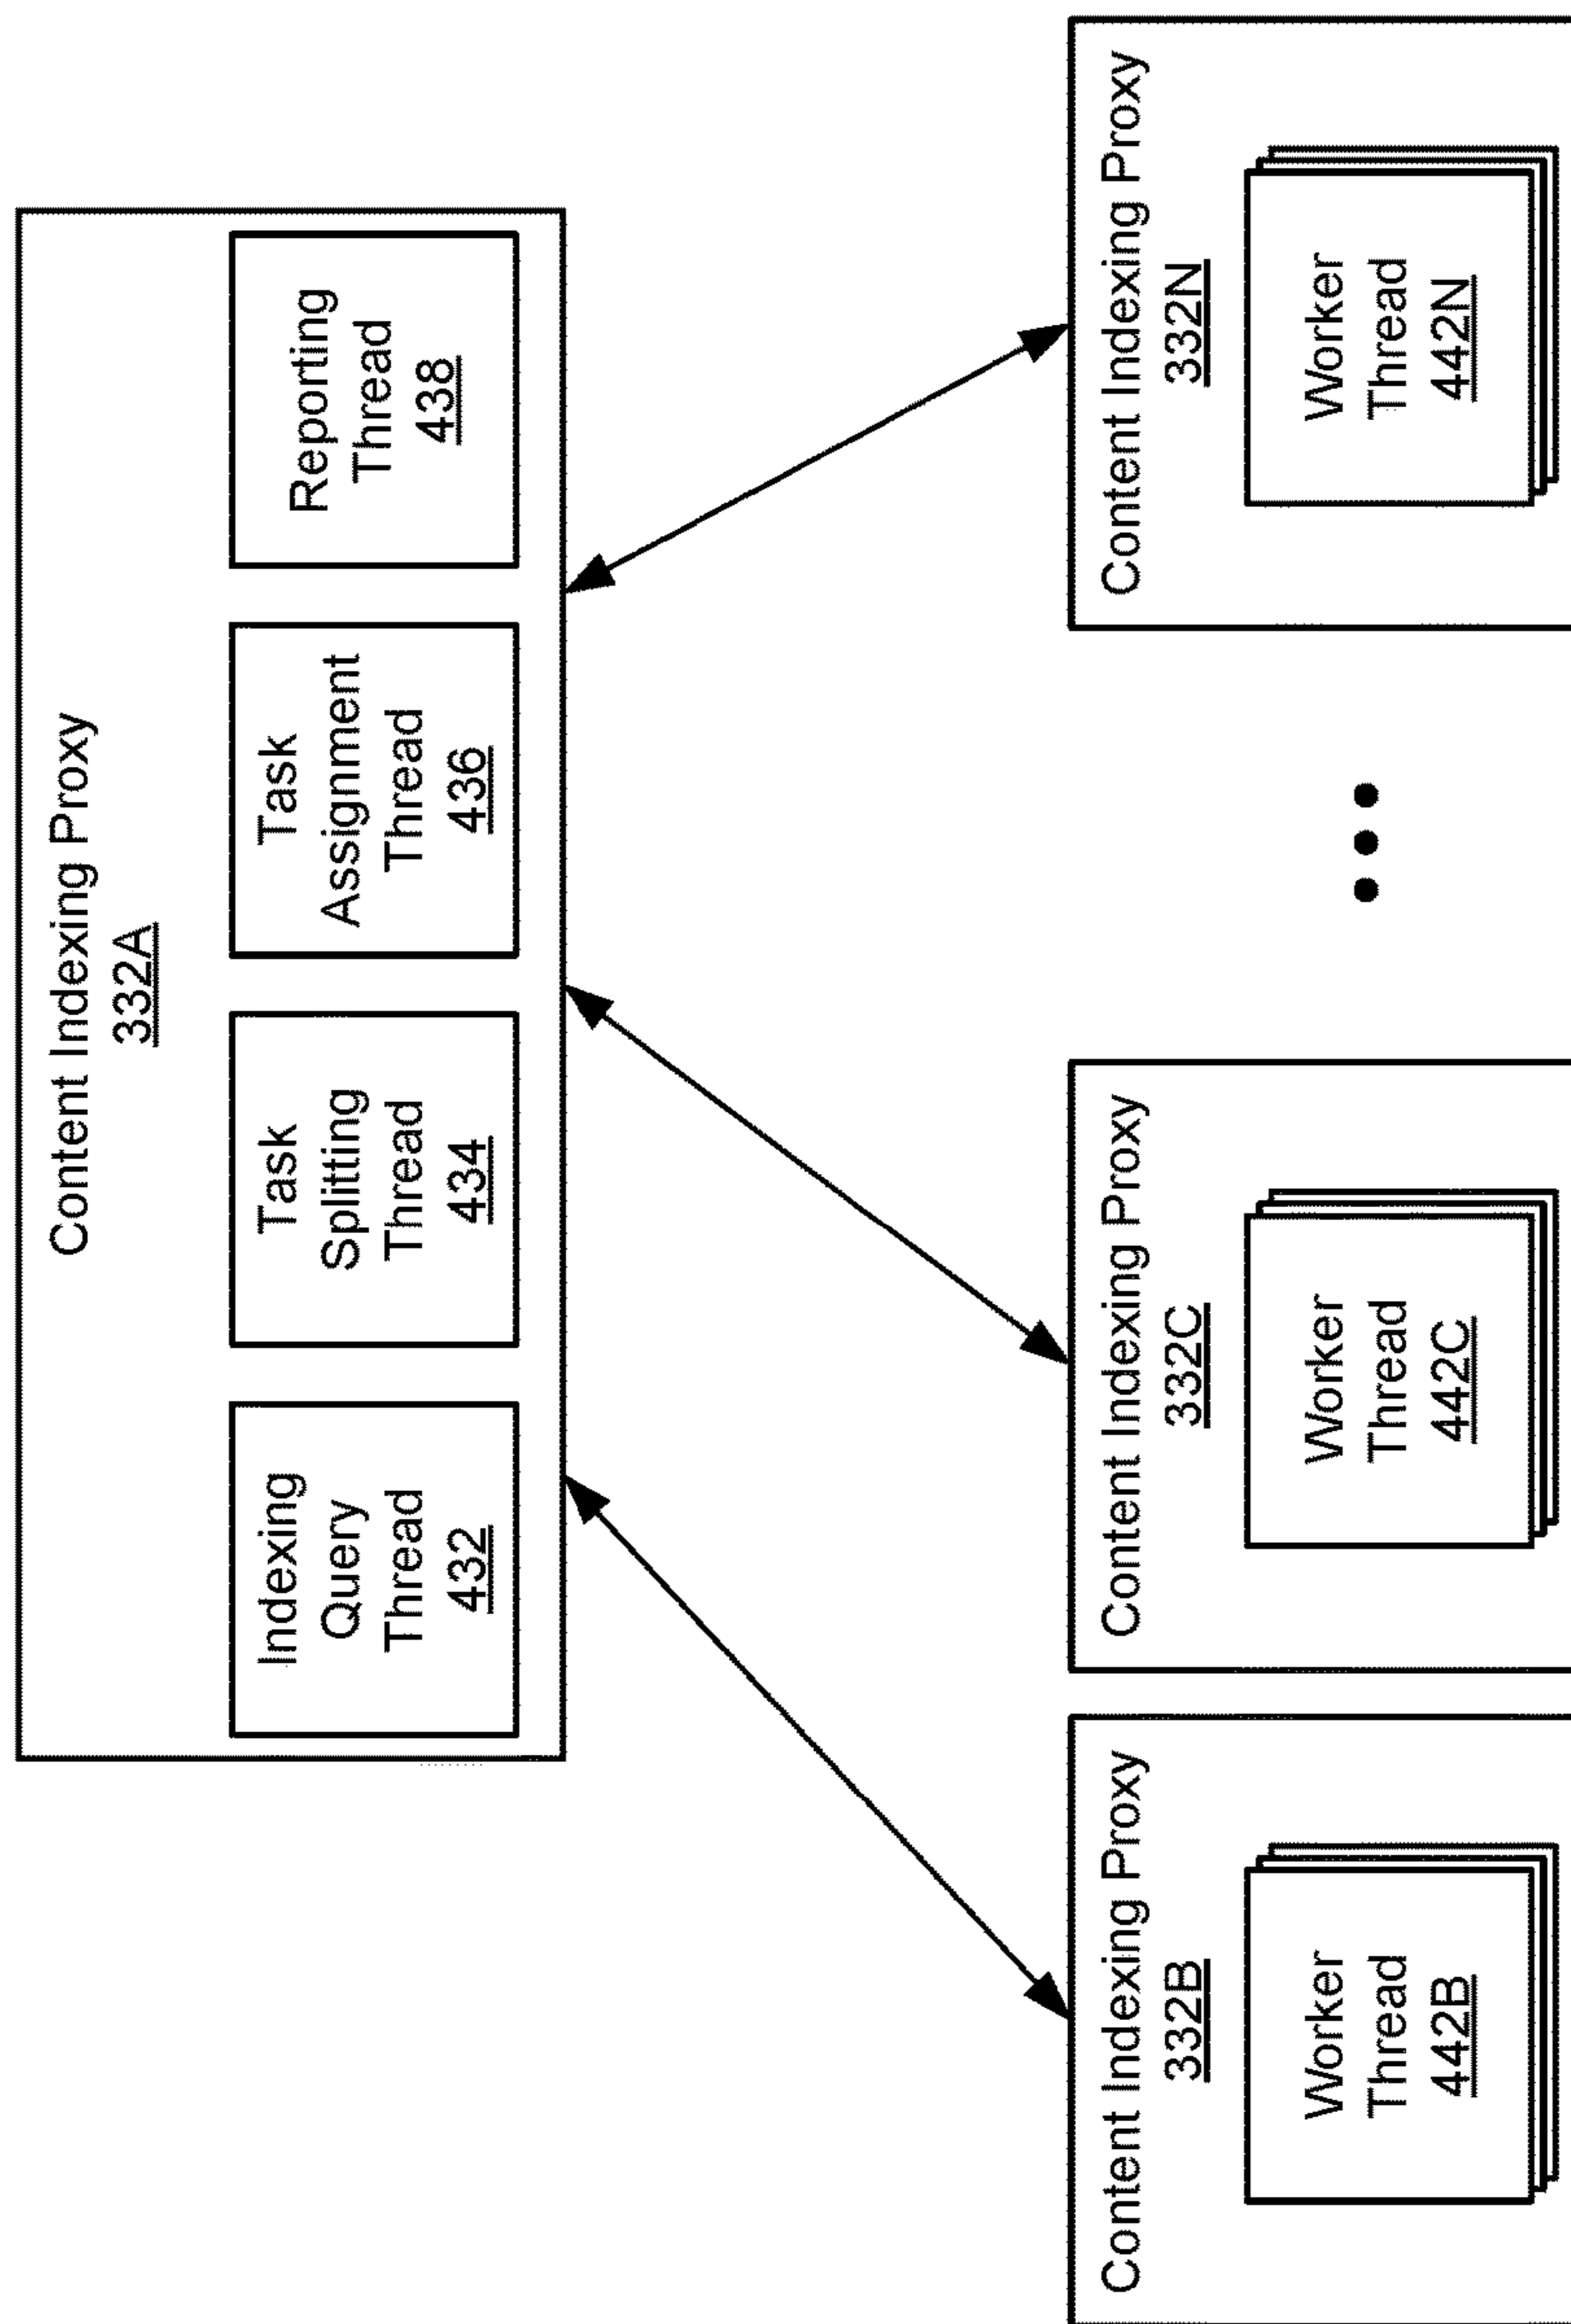 Content Indexing Proxy
332A
Indexing
Query
Thread
432
Task
Splitting
Thread
434
Task
Assignment
Thread
436
Reporting
Thread
438
Content Indexing Proxy
332B
Worker
Thread
442B
Content Indexing Proxy
332C
Worker
Thread
442C
Content Indexing Proxy
332N
Worker
Thread
442N